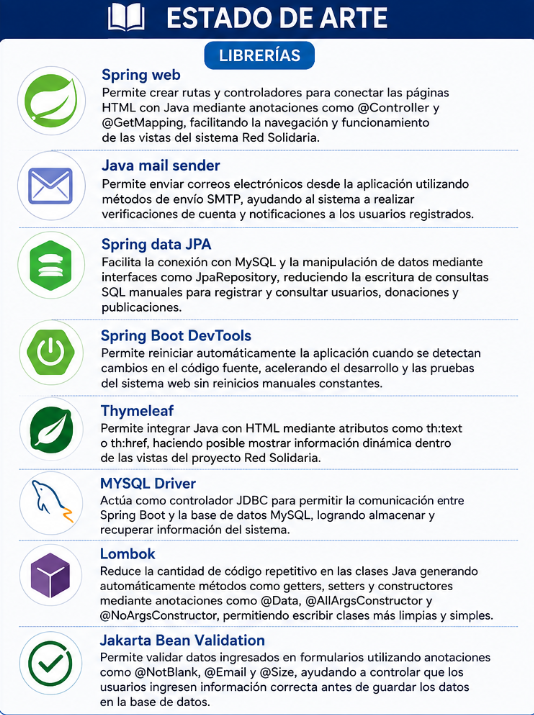 ESTADO DE ARTE
LIBRERÍAS
Spring web
Permite crear rutas y controladores para conectar las páginas
HTML con Java mediante anotaciones como @Controller y
@GetMapping, facilitando la navegación y funcionamiento
de las vistas del sistema Red Solidaria.
Java mail sender
Permite enviar correos electrónicos desde la aplicación utilizando
métodos de envío SMTP, ayudando al sistema a realizar
verificaciones de cuenta y notificaciones a los usuarios registrados.
Spring data JPA
Facilita la conexión con MySQL y la manipulación de datos mediante
interfaces como JpaRepository, reduciendo la escritura de consultas
SQL manuales para registrar y consultar usuarios, donaciones y
publicaciones.
Spring Boot DevTools
Permite reiniciar automáticamente la aplicación cuando se detectan
cambios en el código fuente, acelerando el desarrollo y las pruebas
del sistema web sin reinicios manuales constantes.
Thymeleaf
Permite integrar Java con HTML mediante atributos como th:text
o th:href, haciendo posible mostrar información dinámica dentro
de las vistas del proyecto Red Solidaria.
MYSQL Driver
Actúa como controlador JDBC para permitir la comunicación entre
Spring Boot y la base de datos MySQL, logrando almacenar y
recuperar información del sistema.
Lombok
Reduce la cantidad de código repetitivo en las clases Java generando
automáticamente métodos como getters, setters y constructores
mediante anotaciones como @Data, @AllArgsConstructor y
@NoArgsConstructor, permitiendo escribir clases más limpias y simples.
Jakarta Bean Validation
Permite validar datos ingresados en formularios utilizando anotaciones
como @NotBlank, @Email y @Size, ayudando a controlar que los
usuarios ingresen información correcta antes de guardar los datos
en la base de datos.